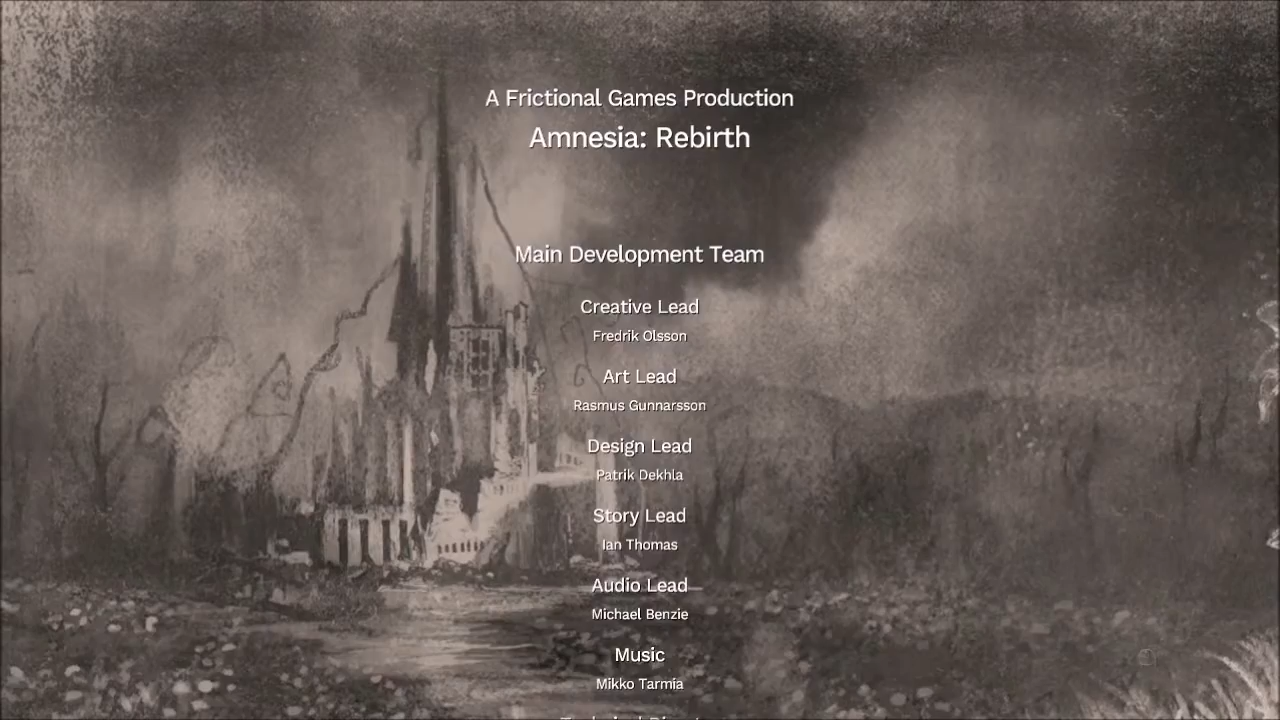 A Frictional Games Production
Amnesia: Rebirth
Main Development Team
Creative Lead
Fredrik Olsson
Art Lead
Rasmus Gunnarsson
Design Lead
Patrik Dekhla
Story Lead
Ian Thomas
Audio Lead
Michael Benzie
Music
Mikko Tarmia